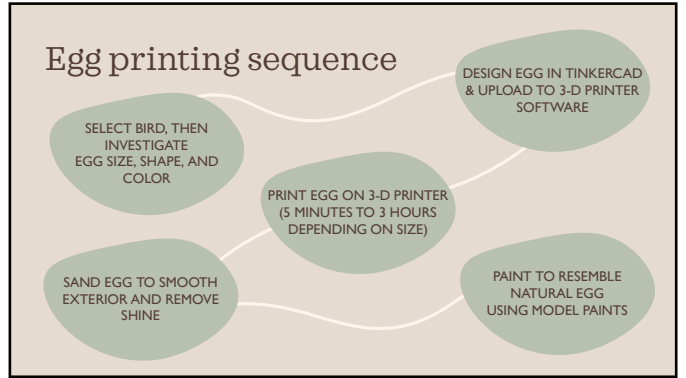 Egg printing sequence
SELECT BIRD, THEN
INVESTIGATE
EGG SIZE, SHAPE, AND
COLOR
DESIGN EGG IN TINKERCAD
& UPLOAD TO 3-D PRINTER
SOFTWARE
PRINT EGG ON 3-D PRINTER
(5 MINUTES TO 3 HOURS
DEPENDING ON SIZE)
SAND EGG TO SMOOTH
EXTERIOR AND REMOVE
SHINE
PAINT TO RESEMBLE
NATURAL EGG
USING MODEL PAINTS